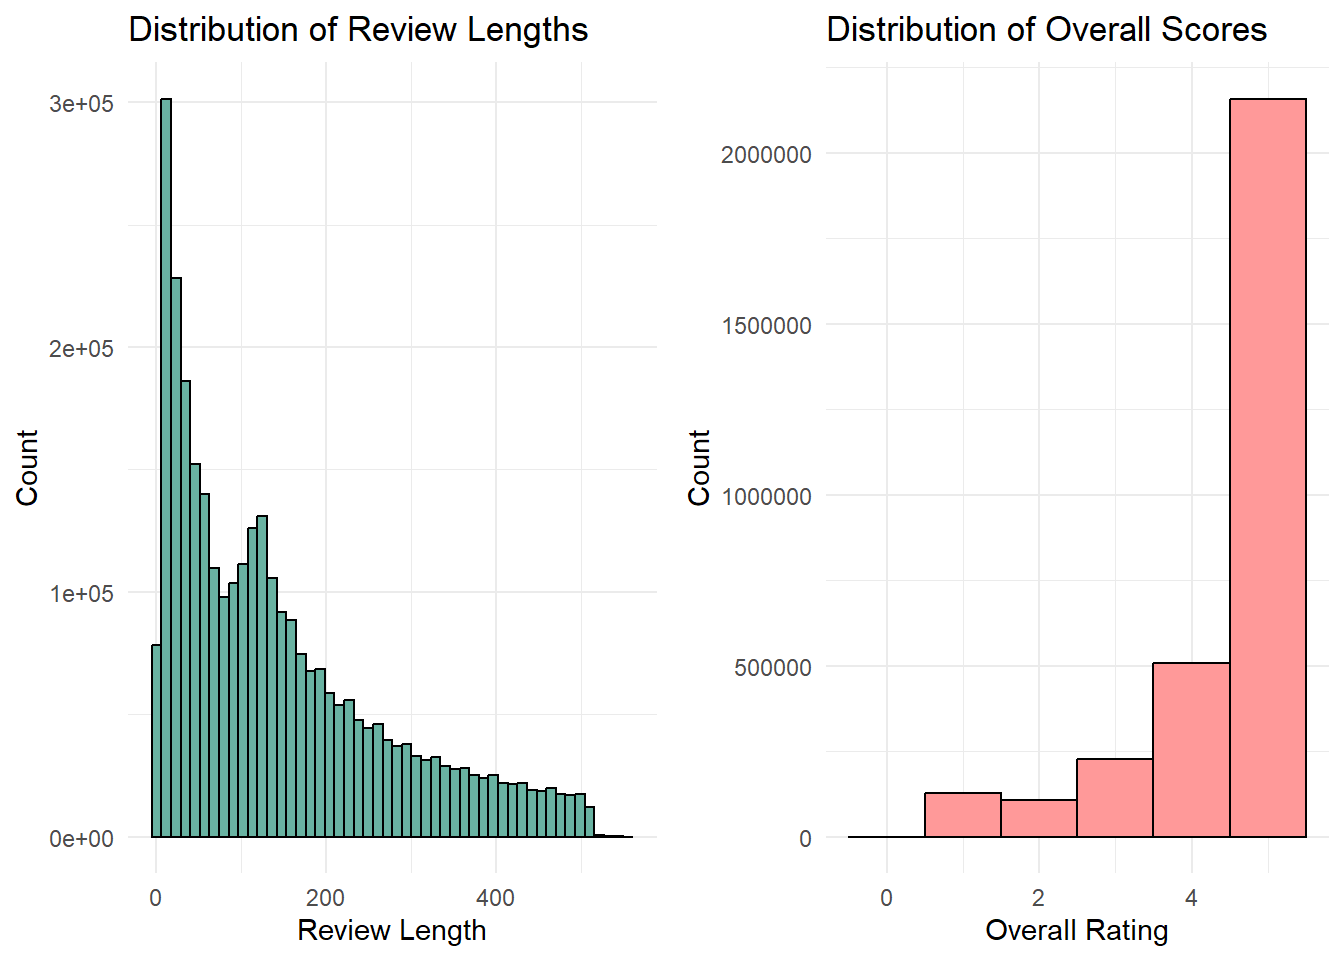 Distribution of Review Lengths
3e+05
2e+05
1e+05
0e+00
Count
0
200
400
Review Length
Distribution of Overall Scores
2000000
1500000
1000000
500000
0
Count
0
2
4
Overall Rating